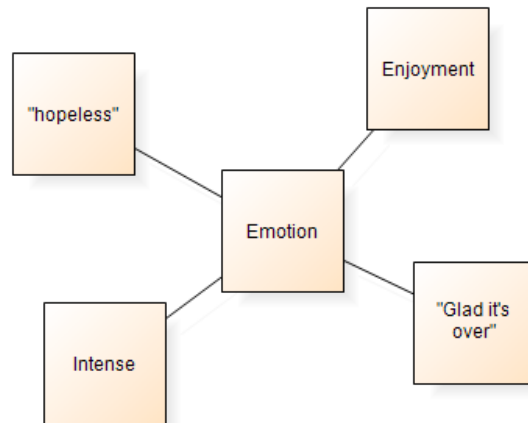 Enjoyment
"hopeless"
Emotion
"Glad it's
over"
Intense